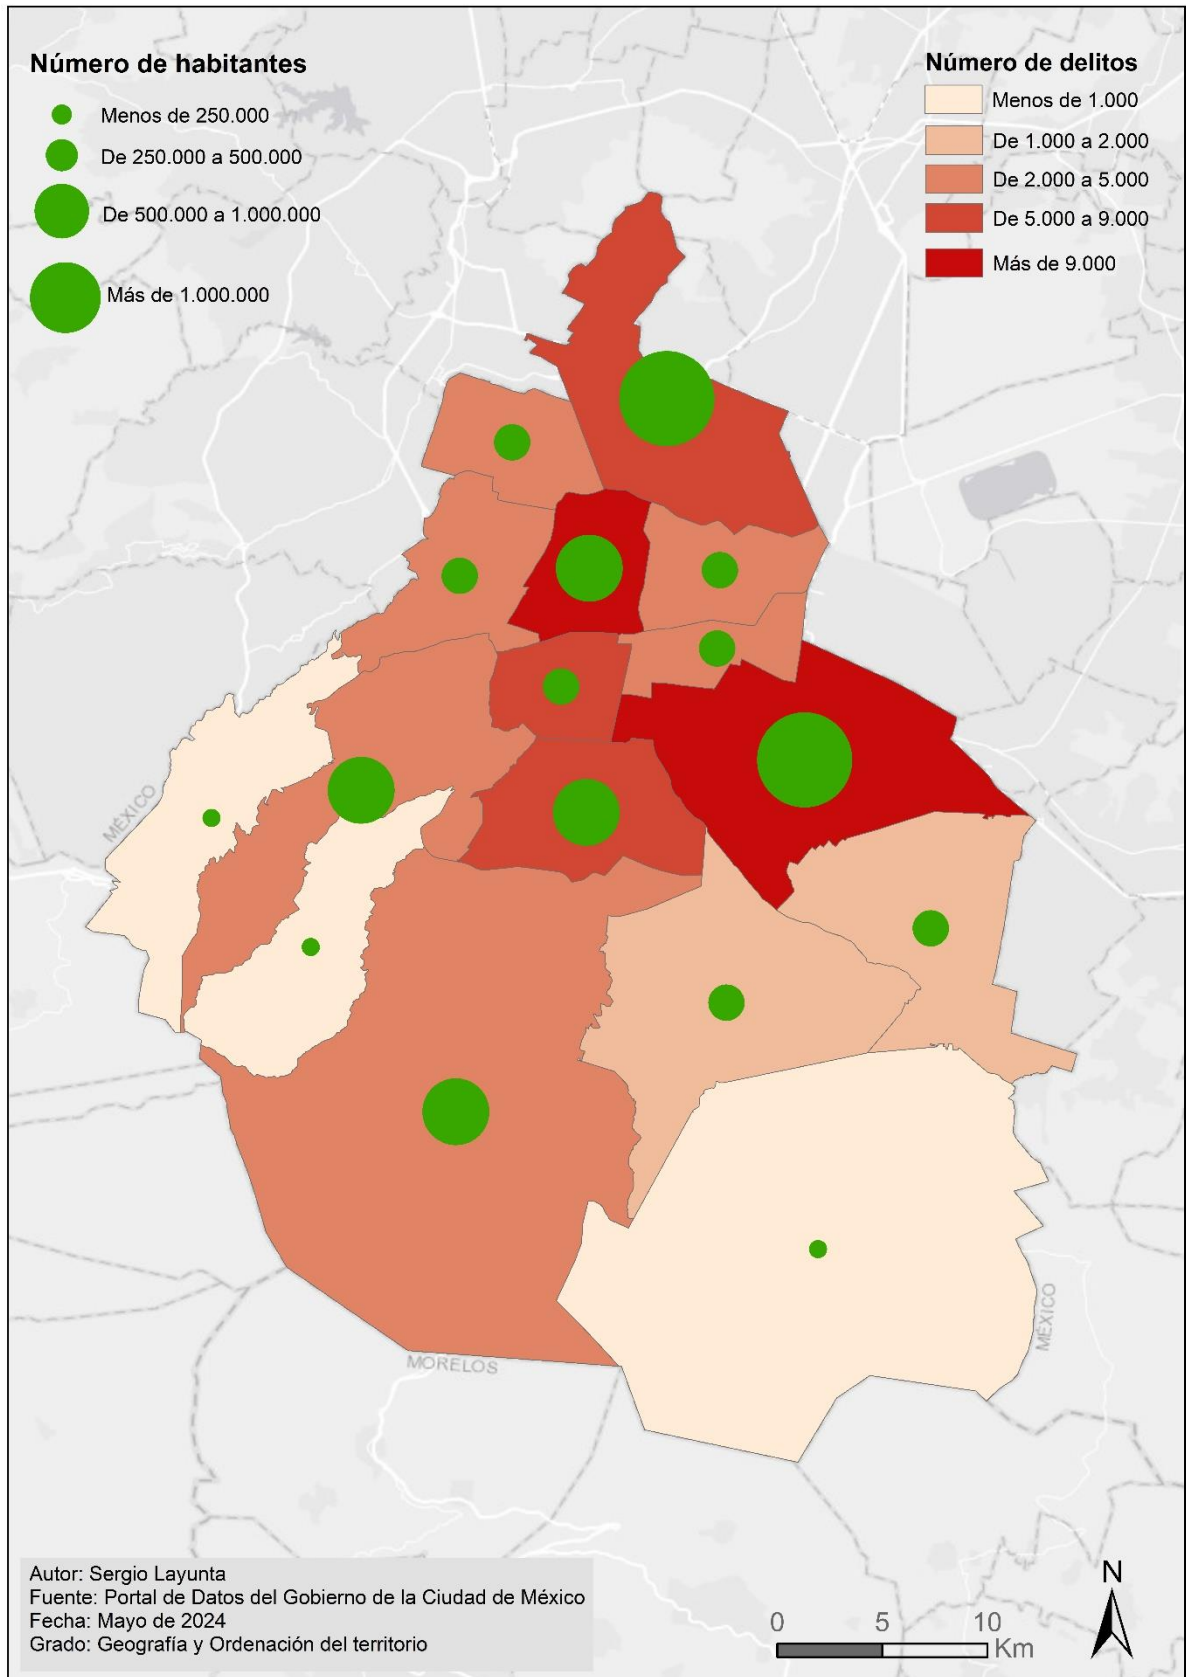 Número de habitantes
Menos de 250.000
De 250.000 a 500.000
De 500.000 a 1.000.000
Más de 1.000.000
Número de delitos
Menos de 1.000
De 1.000 a 2.000
De 2.000 a 5.000
De 5.000 a 9.000
Más de 9.000
MÉXICO
MÉXICO
MORELOS
Autor: Sergio Layunta
Fuente: Portal de Datos del Gobierno de la Ciudad de México
Fecha: Mayo de 2024
Grado: Geografía y Ordenación del territorio
0 5 10
Km
N